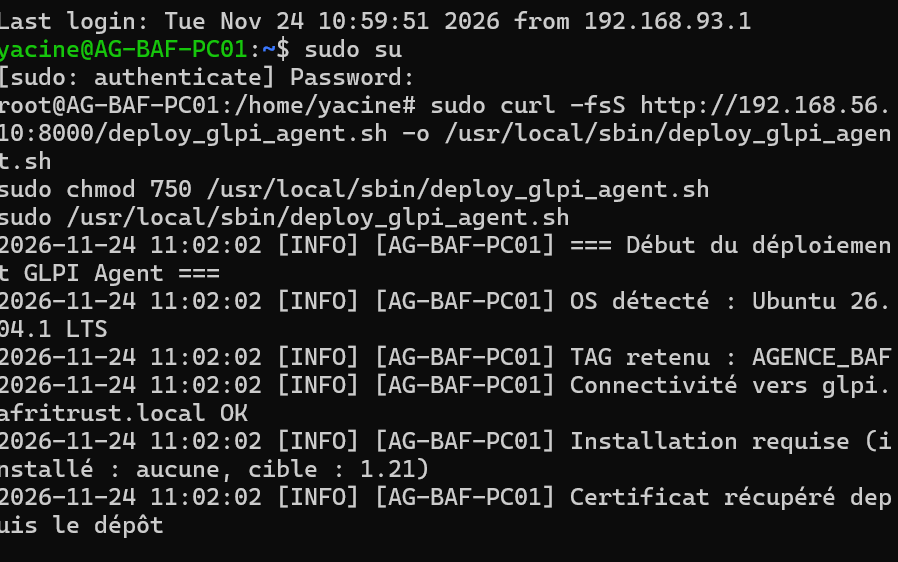 Last login: Tue Nov 24 10:59:51 2026 from 192.168.93.1
yacine@AG-BAF-PC01:~$ sudo su
[sudo: authenticate] Password:
root@AG-BAF-PC01:/home/yacine# sudo curl -fsS http://192.168.56.
10:8000/deploy_glpi_agent.sh -o /usr/local/sbin/deploy_glpi_agen
t.sh
sudo chmod 750 /usr/local/sbin/deploy_glpi_agent.sh
sudo /usr/local/sbin/deploy_glpi_agent.sh
2026-11-24 11:02:02 [INFO] [AG-BAF-PC01] === Début du déploiemen
t GLPI Agent ===
2026-11-24 11:02:02 [INFO] [AG-BAF-PC01] OS détecté : Ubuntu 26.
04.1 LTS
2026-11-24 11:02:02 [INFO] [AG-BAF-PC01] TAG retenu : AGENCE_BAF
2026-11-24 11:02:02 [INFO] [AG-BAF-PC01] Connectivité vers glpi.
afritrust.local OK
2026-11-24 11:02:02 [INFO] [AG-BAF-PC01] Installation requise (i
nstallé : aucune, cible : 1.21)
2026-11-24 11:02:02 [INFO] [AG-BAF-PC01] Certificat récupéré dep
uis le dépôt